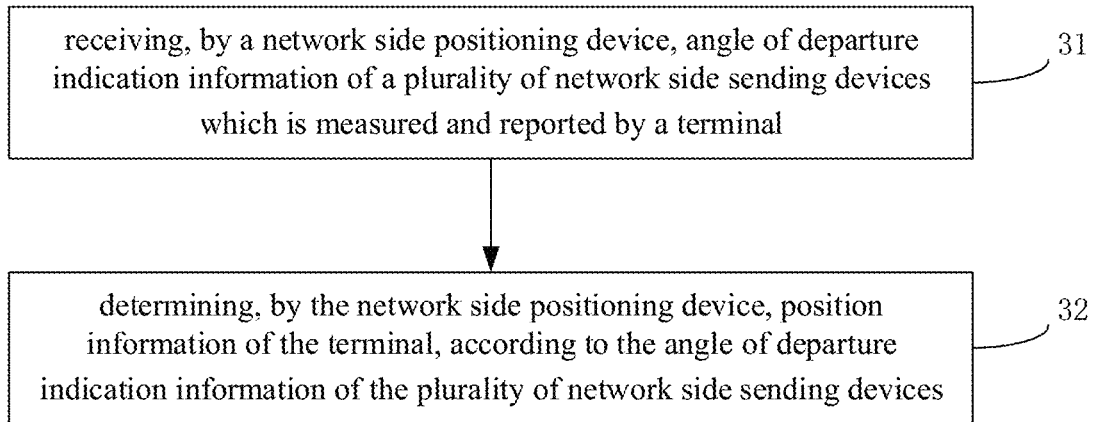 receiving, by a network side positioning device, angle of departure
indication information of a plurality of network side sending devices
which is measured and reported by a terminal
31
determining, by the network side positioning device, position
information of the terminal, according to the angle of departure
indication information of the plurality of network side sending devices
32